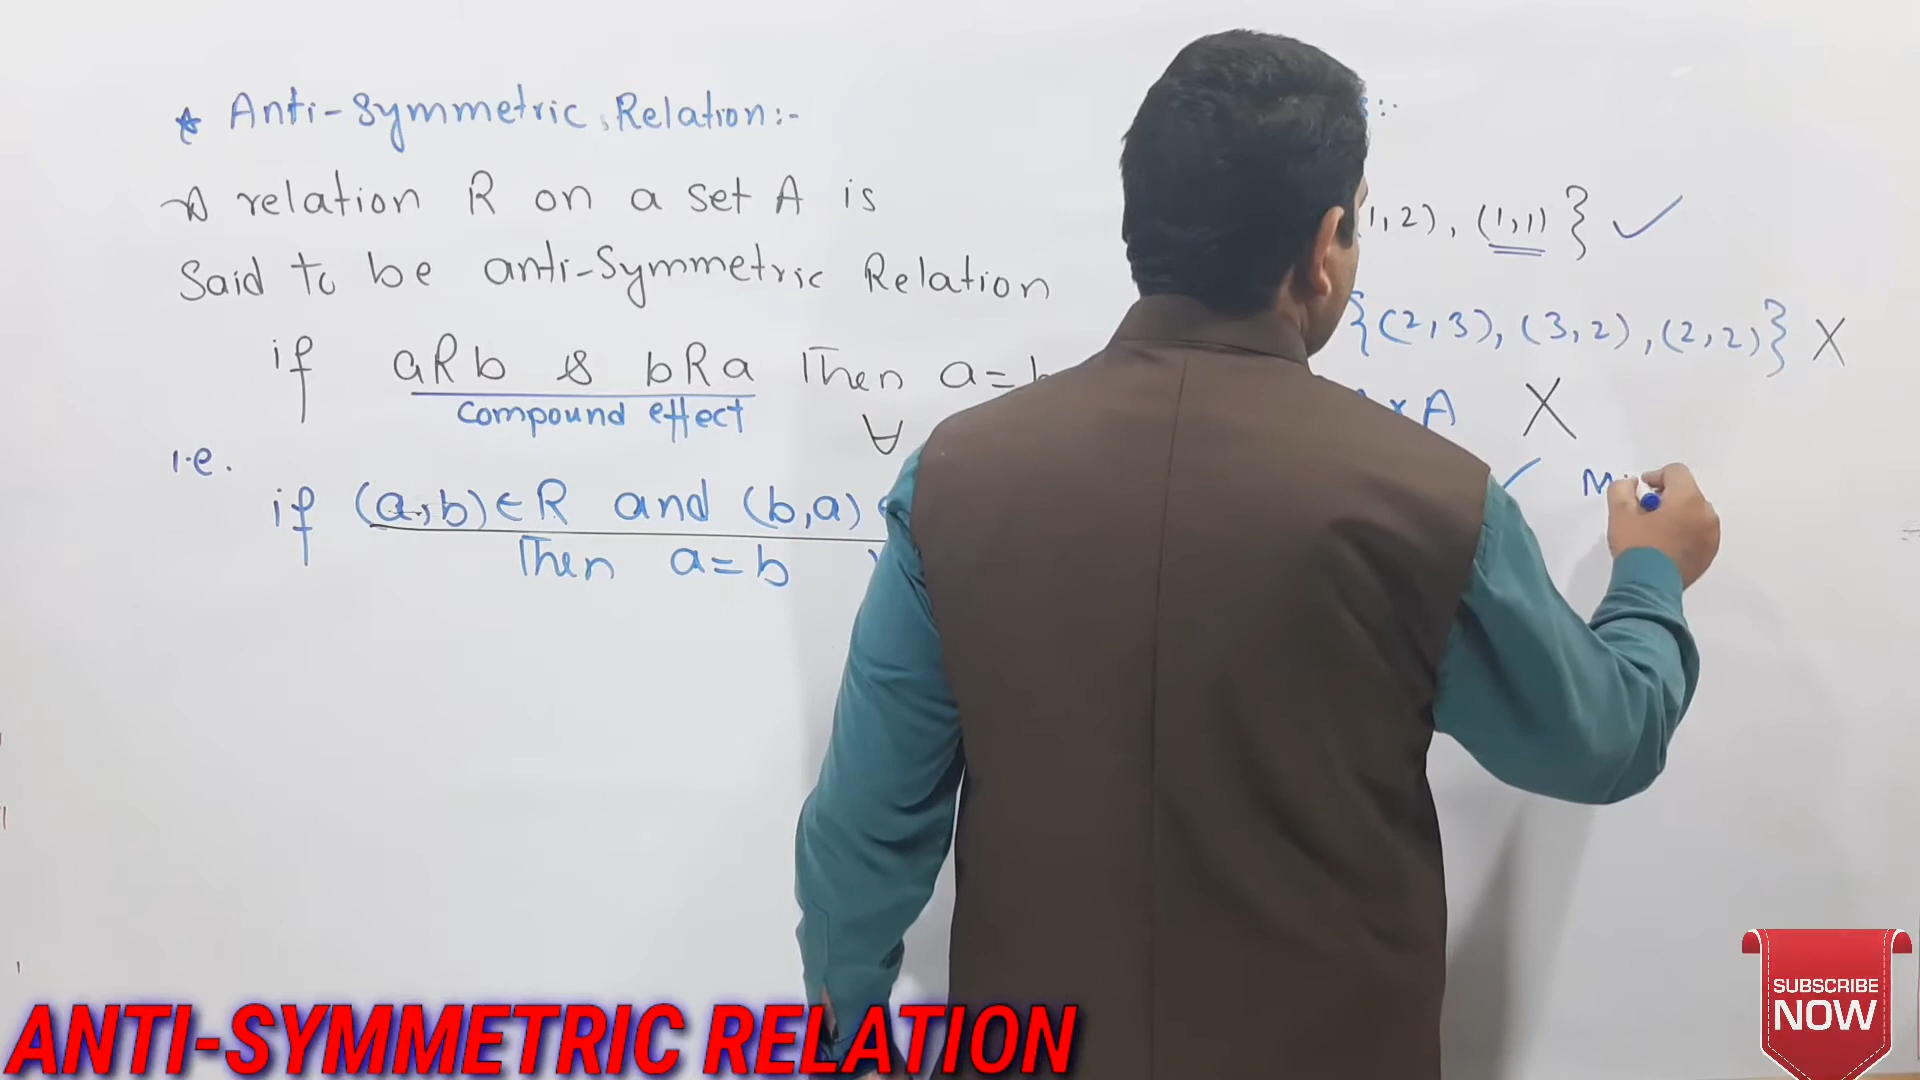 * Anti-Symmetric Relation:-
A relation R on a set A is
Said to be anti-Symmetric Relation
if aRb & bRa Then a=b
compound effect
∀
i.e.
if (a,b)∈R and (b,a)
Then a=b
1,2), (1,1)} ✓
{(2,3), (3,2), (2,2)} X
× A X
✓
ANTI-SYMMETRIC RELATION
SUBSCRIBE
NOW